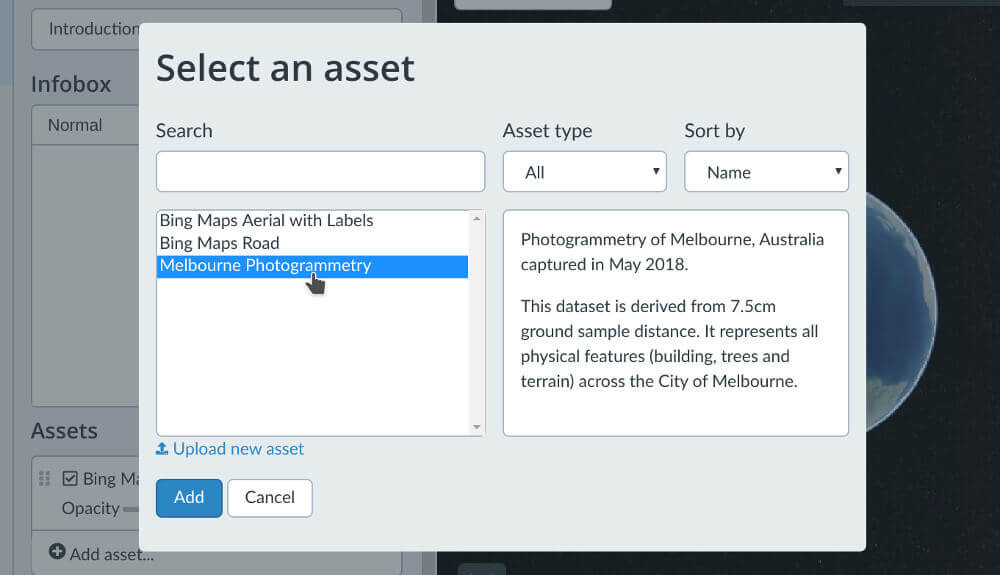 Introduction
Infobox
Normal
Assets
Bing Ma
Opacity
Add asset...
Select an asset
Search
Asset type
Sort by
All
Name
Bing Maps Aerial with Labels
Bing Maps Road
Melbourne Photogrammetry
Photogrammetry of Melbourne, Australia
captured in May 2018.
This dataset is derived from 7.5cm
ground sample distance. It represents all
physical features (building, trees and
terrain) across the City of Melbourne.
Upload new asset
Add
Cancel